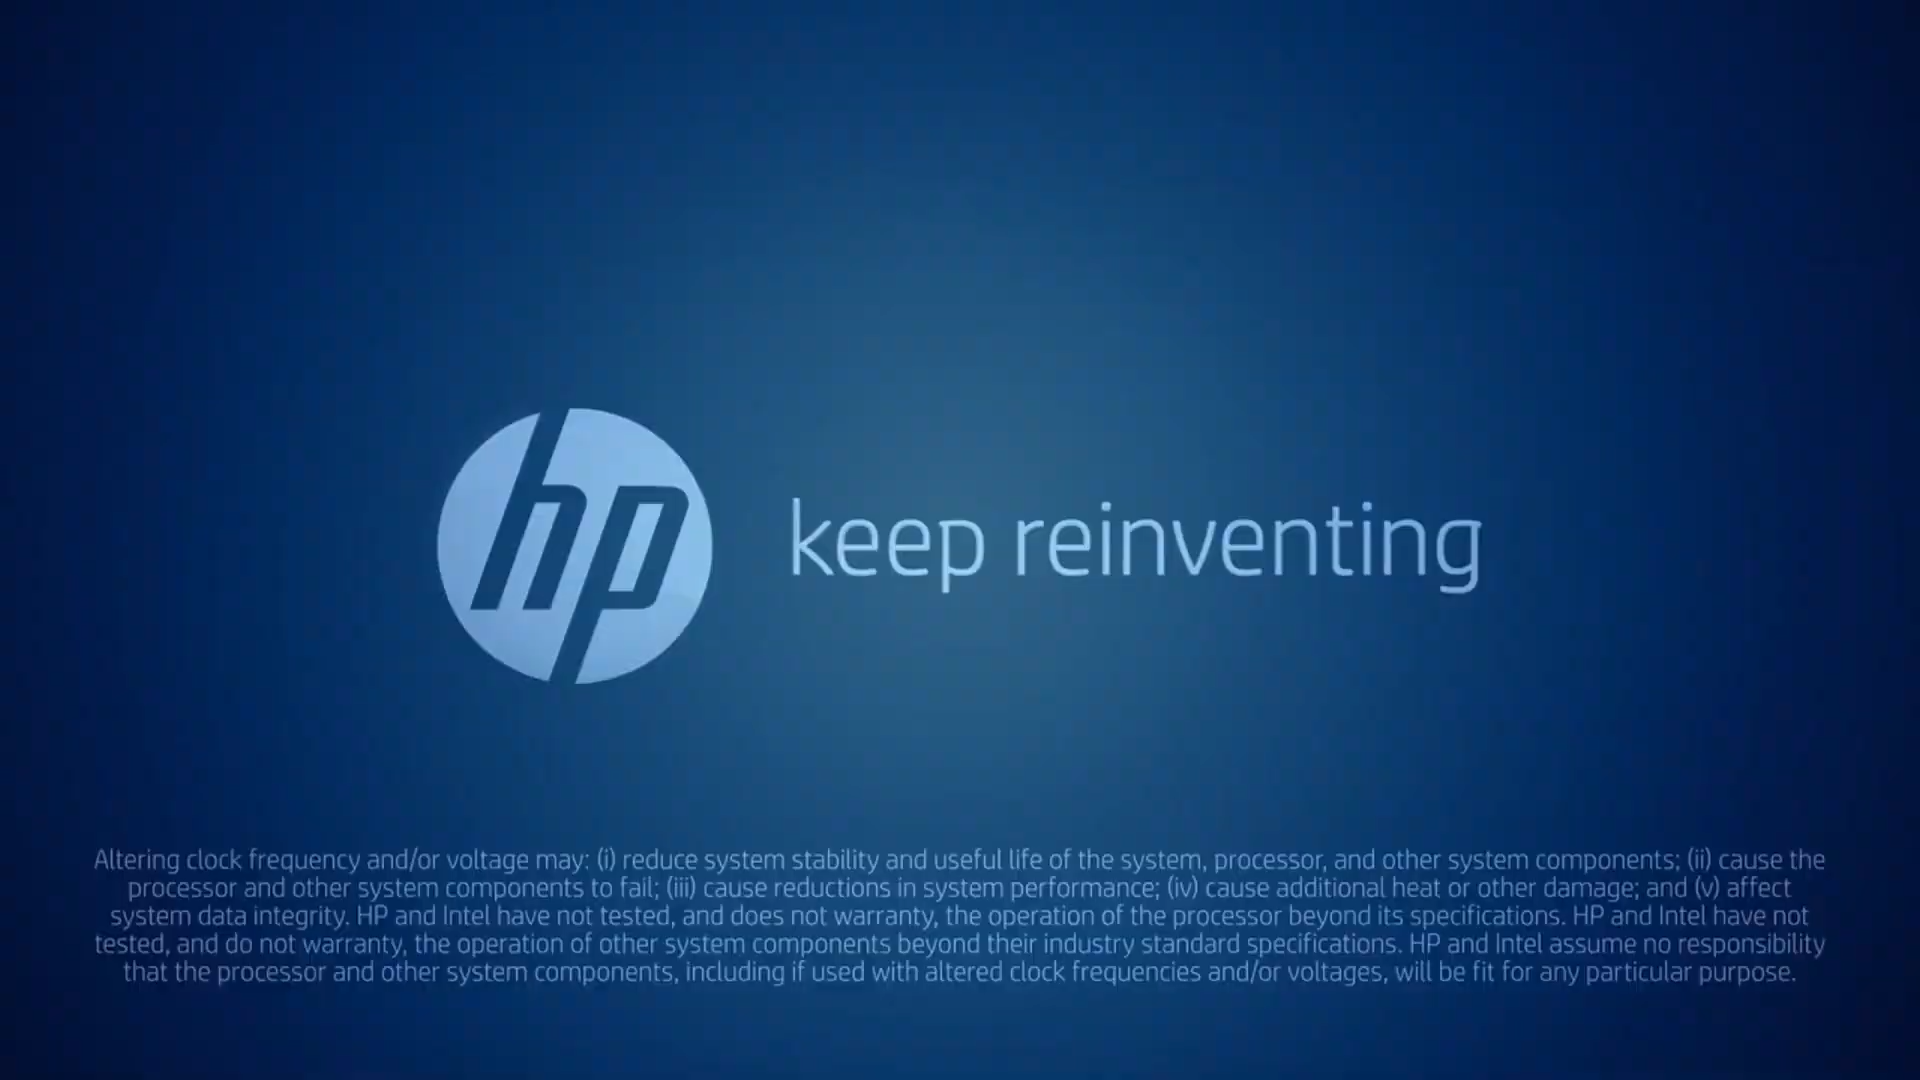 hp keep reinventing
Altering clock frequency and/or voltage may: (i) reduce system stability and useful life of the system, processor, and other system components; (ii) cause the
processor and other system components to fail; (iii) cause reductions in system performance; (iv) cause additional heat or other damage; and (v) affect
system data integrity. HP and Intel have not tested, and does not warranty, the operation of the processor beyond its specifications. HP and Intel have not
tested, and do not warranty, the operation of other system components beyond their industry standard specifications. HP and Intel assume no responsibility
that the processor and other system components, including if used with altered clock frequencies and/or voltages, will be fit for any particular purpose.